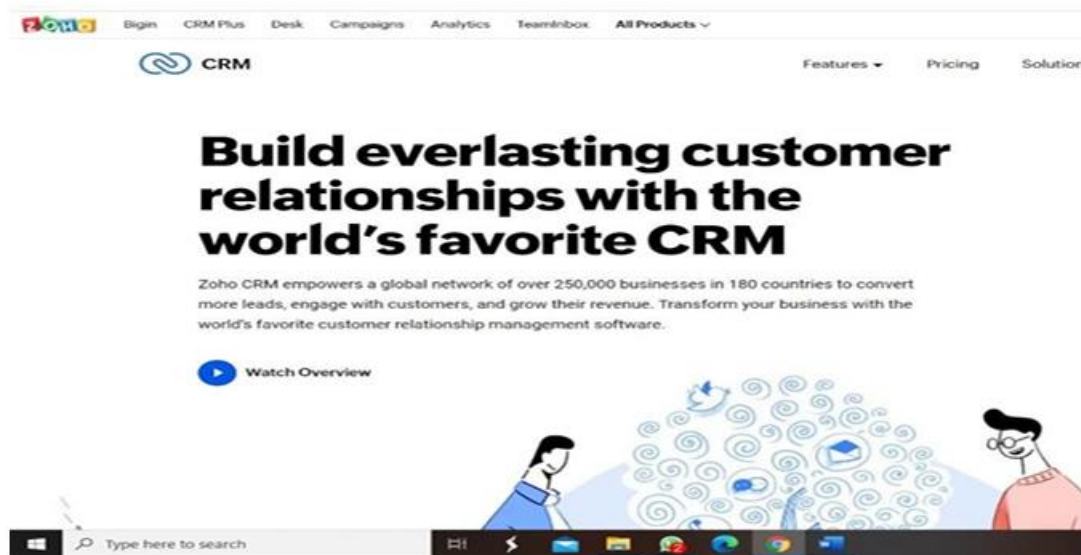 ZOHO Bigin CRM Plus Desk Campaigns Analytics TeamInbox All Products
CRM Features Pricing Solution
Build everlasting customer
relationships with the
world's favorite CRM
Zoho CRM empowers a global network of over 250,000 businesses in 180 countries to convert
more leads, engage with customers, and grow their revenue. Transform your business with the
world's favorite customer relationship management software.
Watch Overview
Type here to search